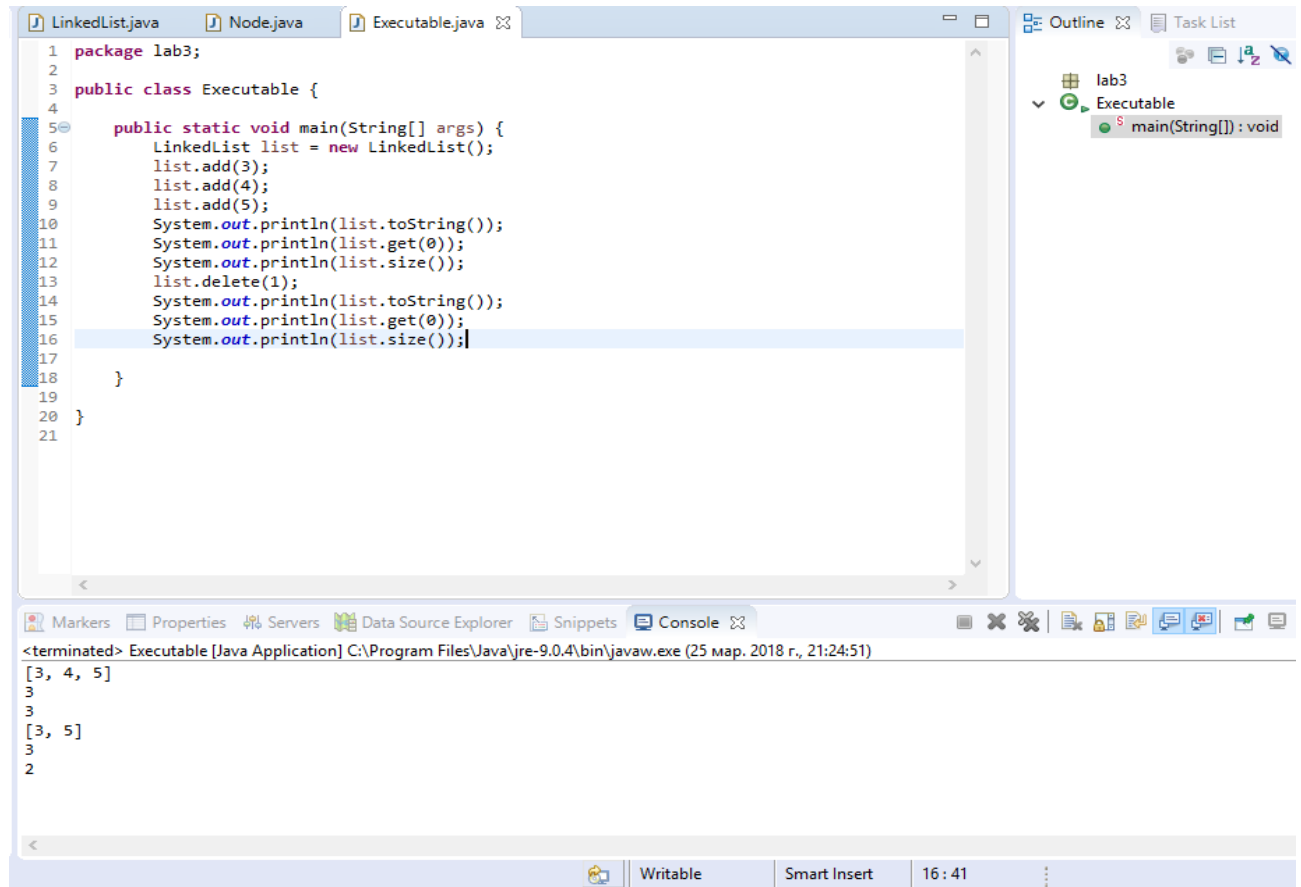 LinkedList.java Node.java Executable.java
1 package lab3;
2
3 public class Executable {
4
5 public static void main(String[] args) {
6 LinkedList list = new LinkedList();
7 list.add(3);
8 list.add(4);
9 list.add(5);
10 System.out.println(list.toString());
11 System.out.println(list.get(0));
12 System.out.println(list.size());
13 list.delete(1);
14 System.out.println(list.toString());
15 System.out.println(list.get(0));
16 System.out.println(list.size());
17
18 }
19
20 }
21
Outline Task List
lab3
Executable
main(String[]) : void
Markers Properties Servers Data Source Explorer Snippets Console
<terminated> Executable [Java Application] C:\Program Files\Java\jre-9.0.4\bin\javaw.exe (25 мар. 2018 г., 21:24:51)
[3, 4, 5]
3
3
[3, 5]
3
2
Writable Smart Insert 16 : 41